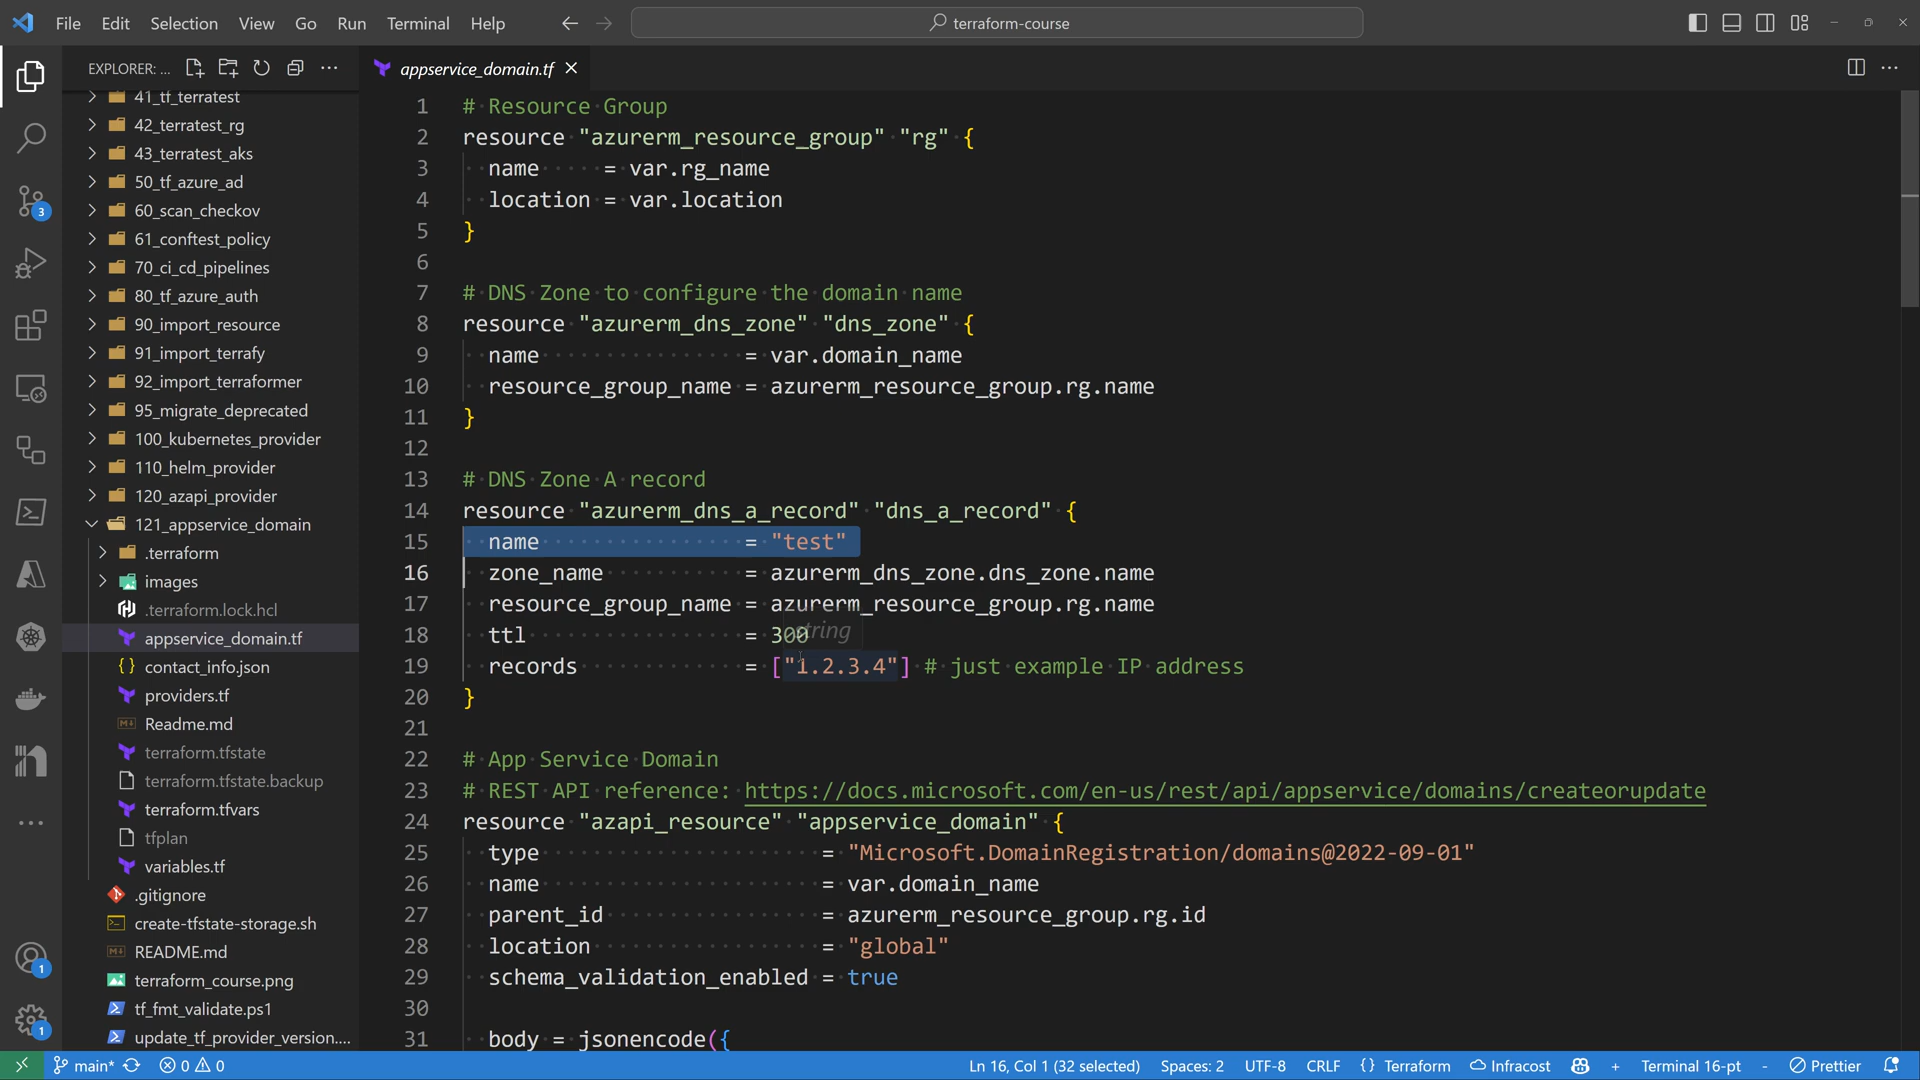 File Edit Selection View Go Run Terminal Help
terraform-course
EXPLORER: ...
41_tf_terratest
42_terratest_rg
43_terratest_aks
50_tf_azure_ad
60_scan_checkov
61_conftest_policy
70_ci_cd_pipelines
80_tf_azure_auth
90_import_resource
91_import_terrafy
92_import_terraformer
95_migrate_deprecated
100_kubernetes_provider
110_helm_provider
120_azapi_provider
121_appservice_domain
.terraform
images
.terraform.lock.hcl
appservice_domain.tf
contact_info.json
providers.tf
Readme.md
terraform.tfstate
terraform.tfstate.backup
terraform.tfvars
tfplan
variables.tf
.gitignore
create-tfstate-storage.sh
README.md
terraform_course.png
tf_fmt_validate.ps1
update_tf_provider_version....
3
1
1
appservice_domain.tf
1 # Resource Group
2 resource "azurerm_resource_group" "rg" {
3 name = var.rg_name
4 location = var.location
5 }
6
7 # DNS Zone to configure the domain name
8 resource "azurerm_dns_zone" "dns_zone" {
9 name = var.domain_name
10 resource_group_name = azurerm_resource_group.rg.name
11 }
12
13 # DNS Zone A record
14 resource "azurerm_dns_a_record" "dns_a_record" {
15 name = "test"
16 zone_name = azurerm_dns_zone.dns_zone.name
17 resource_group_name = azurerm_resource_group.rg.name
18 ttl = 300
string
19 records = ["1.2.3.4"] # just example IP address
20 }
21
22 # App Service Domain
23 # REST API reference: https://docs.microsoft.com/en-us/rest/api/appservice/domains/createorupdate
24 resource "azapi_resource" "appservice_domain" {
25 type = "Microsoft.DomainRegistration/domains@2022-09-01"
26 name = var.domain_name
27 parent_id = azurerm_resource_group.rg.id
28 location = "global"
29 schema_validation_enabled = true
30
31 body = jsonencode({
main* 0 0 Ln 16, Col 1 (32 selected) Spaces: 2 UTF-8 CRLF {} Terraform Infracost + Terminal 16-pt - Prettier